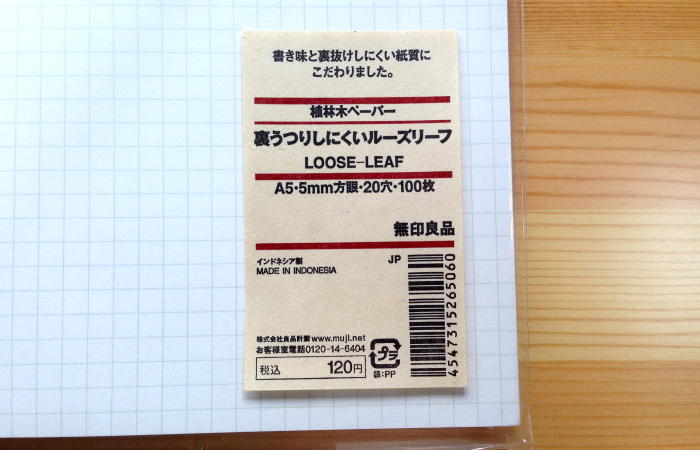 書き味と裏抜けしにくい紙質に
こだわりました。
植林木ペーパー
裏うつりしにくいルーズリーフ
LOOSE-LEAF
A5・5mm方眼・20穴・100枚
無印良品
インドネシア製
MADE IN INDONESIA
JP
4547315265060
株式会社良品計画 www.muji.net
お客様室電話0120-14-6404
税込 120円
プラ
袋:PP